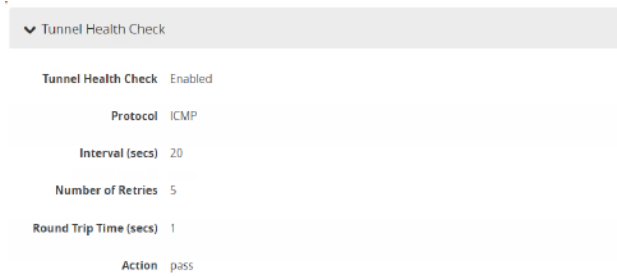 Tunnel Health Check
Tunnel Health Check Enabled
Protocol ICMP
Interval (secs) 20
Number of Retries 5
Round Trip Time (secs) 1
Action pass